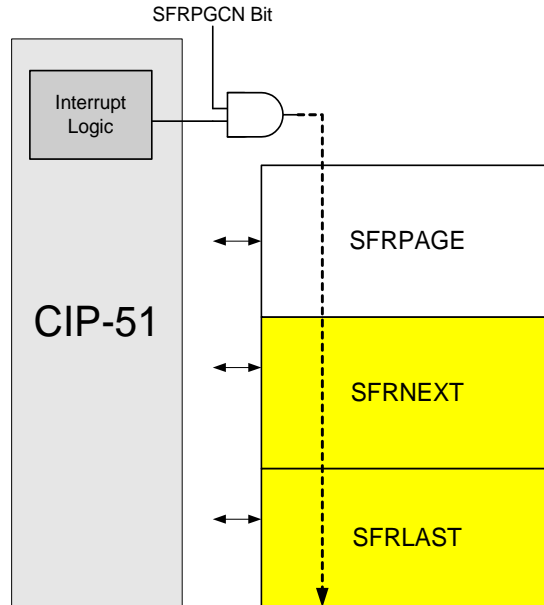 SFRPGCN Bit
Interrupt
Logic
SFRPAGE
CIP-51
SFRNEXT
SFRLAST